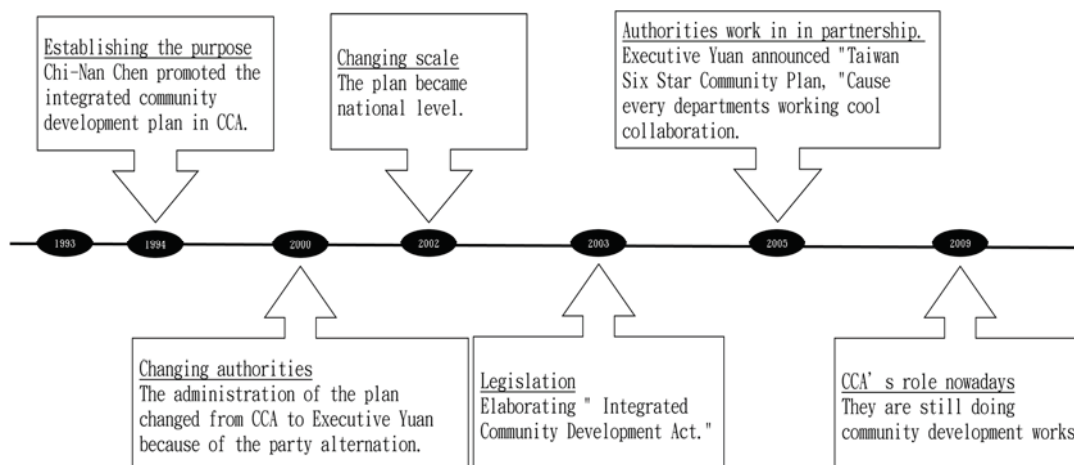 Establishing the purpose
Chi-Nan Chen promoted the
integrated community
development plan in CCA.
Changing scale
The plan became
national level.
Authorities work in in partnership.
Executive Yuan announced "Taiwan
Six Star Community Plan, "Cause
every departments working cool
collaboration.
1993
1994
2000
2002
2003
2005
2009
Changing authorities
The administration of the plan
changed from CCA to Executive Yuan
because of the party alternation.
Legislation
Elaborating " Integrated
Community Development Act."
CCA's role nowadays
They are still doing
community development works